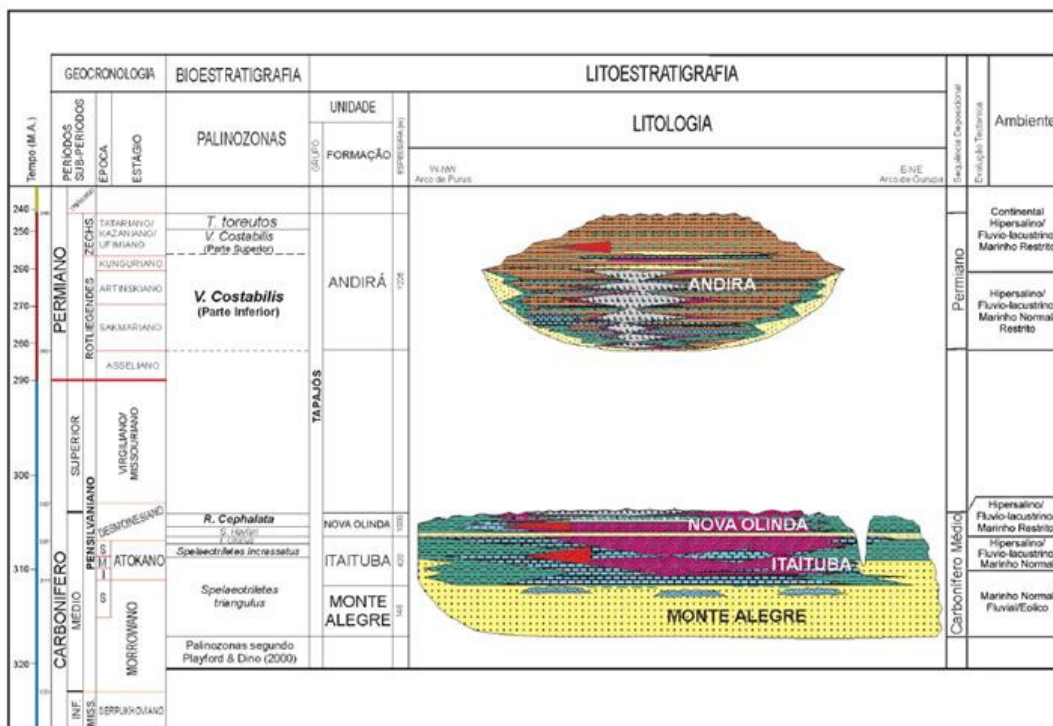 GEOCRONOLOGIA
BIOESTRATIGRAFIA
LITOESTRATIGRAFIA
Tempo (M.A.)
PERÍODOS
SUB-PERÍODOS
ÉPOCA
ESTÁGIO
PALINOZONAS
UNIDADE
GRUPO
FORMAÇÃO
ESPESSURA (m)
LITOLOGIA
W-NW
Arco de Purus
E-NE
Arco de Gurupá
Sequência Deposicional
Evolução Tectônica
Ambiente
240
250
260
270
260
290
300
310
320
PERMIANO
ZECHS
ROTLIEGENDES
TATARIANO/
KAZANIANO/
UFIMIANO
KUNGURIANO
ARTINSKIANO
SAKMARIANO
ASSELIANO
T. toreutos
V. Costabilis
(Parte Superior)
V. Costabilis
(Parte Inferior)
TAPAJÓS
ANDIRÁ
ANDIRÁ
Permiano
Continental
Hipersalino/
Fluvio-lacustrino
Marinho Restrito
Hipersalino/
Fluvio-lacustrino
Marinho Normal
Restrito
CARBONÍFERO
SUPERIOR
MÉDIO
INF.
PENSILVANIANO
MISS.
VIRGILIANO/
MISSOURIANO
DESMOINESIANO
S
M
I
S
ATOKANO
MORROWANO
SERPUKHOVIANO
R. Cephalata
Spelaeotriletes incrassatus
Spelaeotriletes
triangulus
Palinozonas segundo
Playford & Dino (2000)
NOVA OLINDA
1000
ITAITUBA
420
MONTE
ALEGRE
NOVA OLINDA
ITAITUBA
MONTE ALEGRE
Carbonífero Médio
Hipersalino/
Fluvio-lacustrino
Marinho Restrito
Hipersalino/
Fluvio-lacustrino
Marinho Normal
Marinho Normal
Fluvial/Eolico